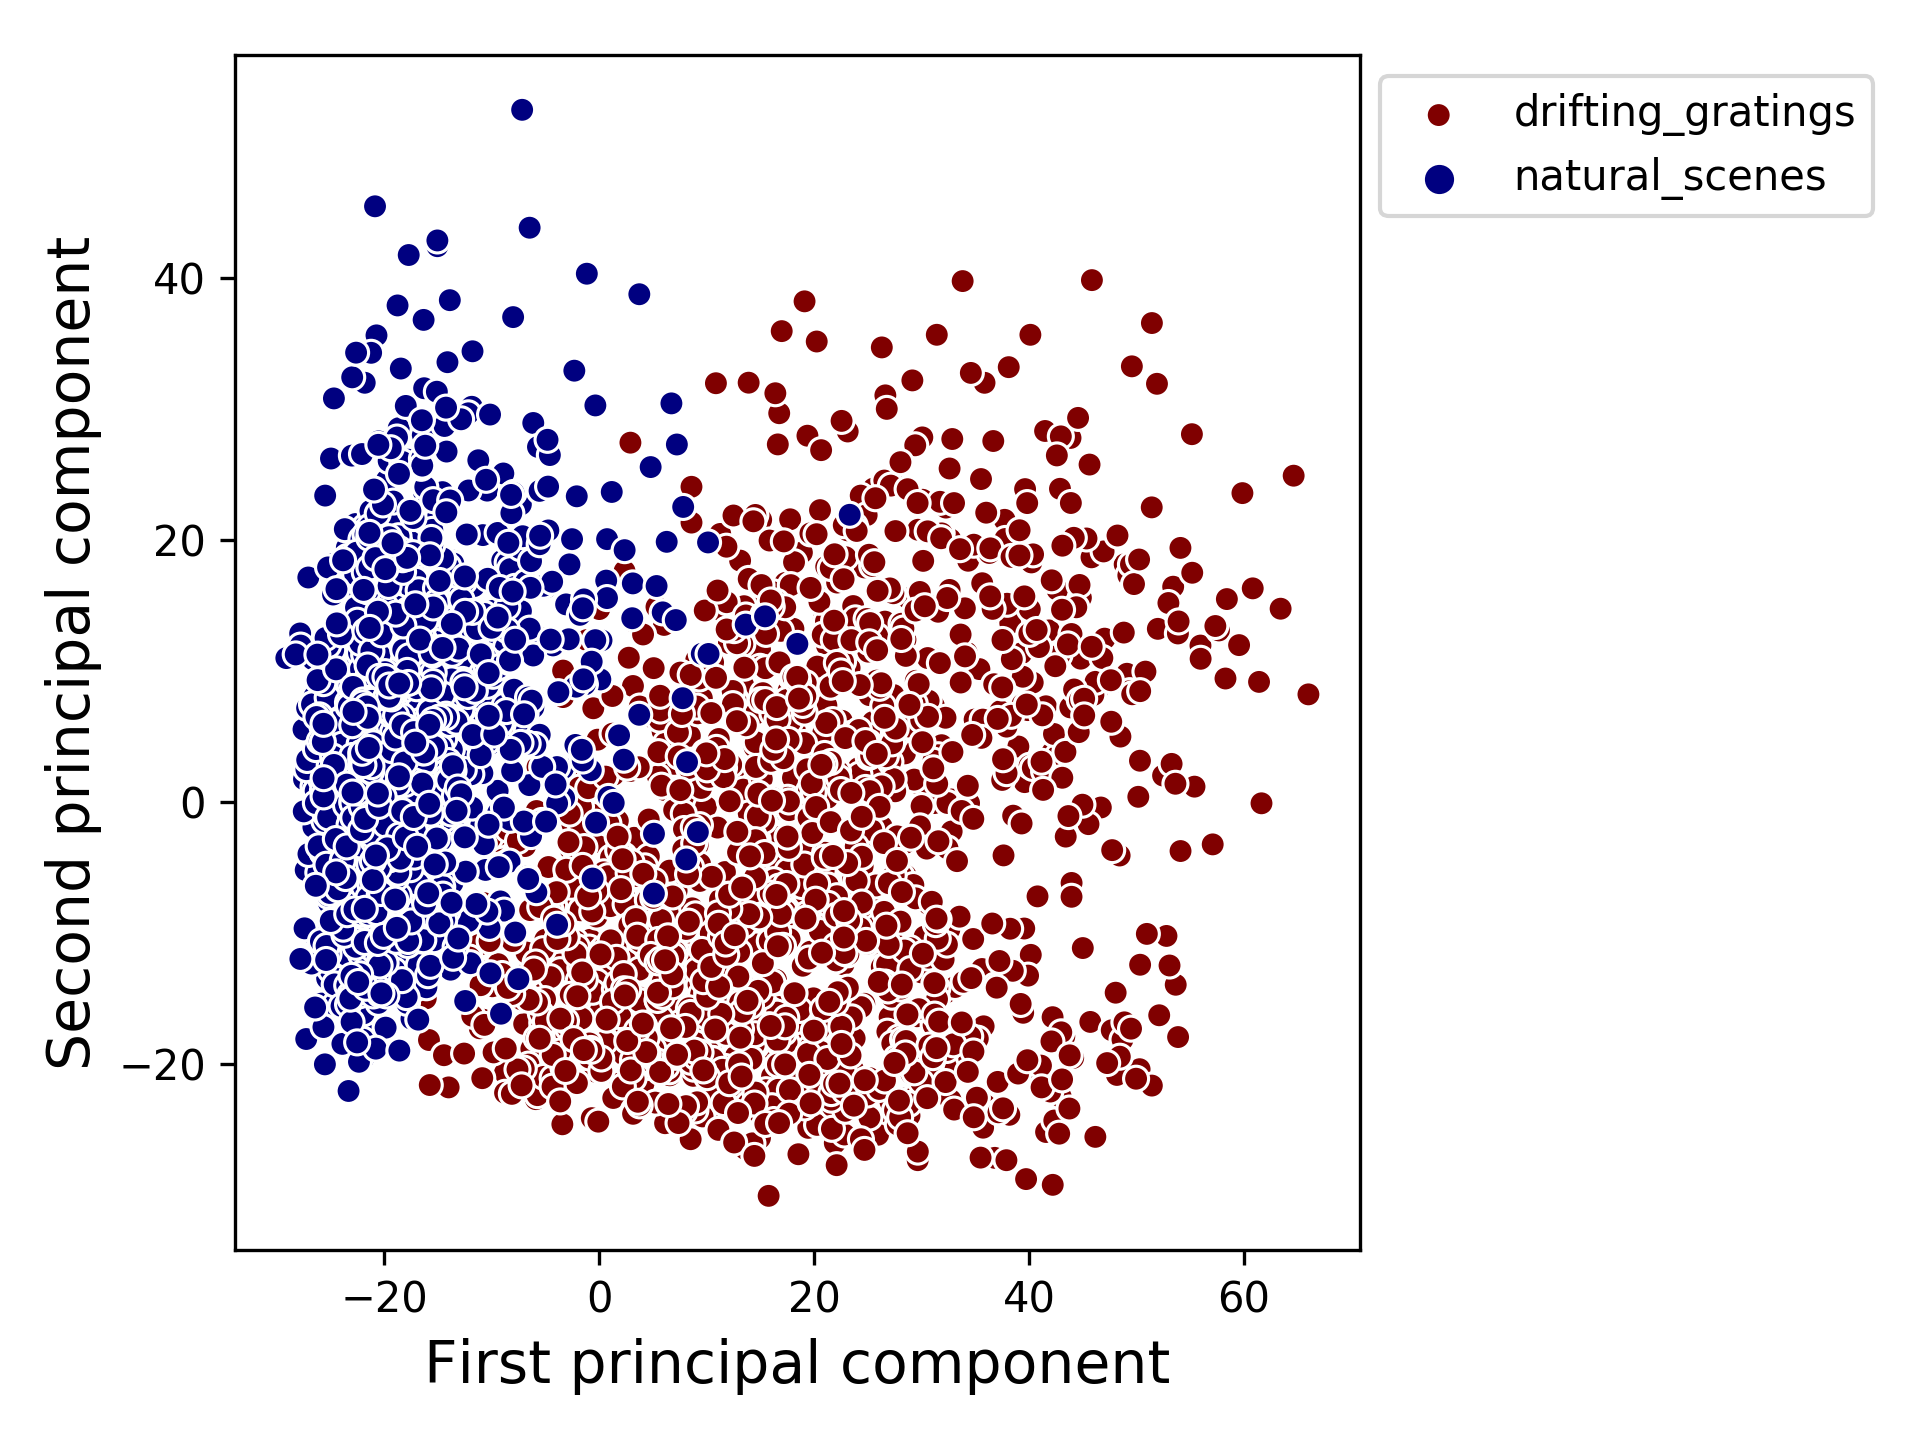 drifting_gratings
natural_scenes
Second principal component
40
20
0
−20
−20 0 20 40 60
First principal component